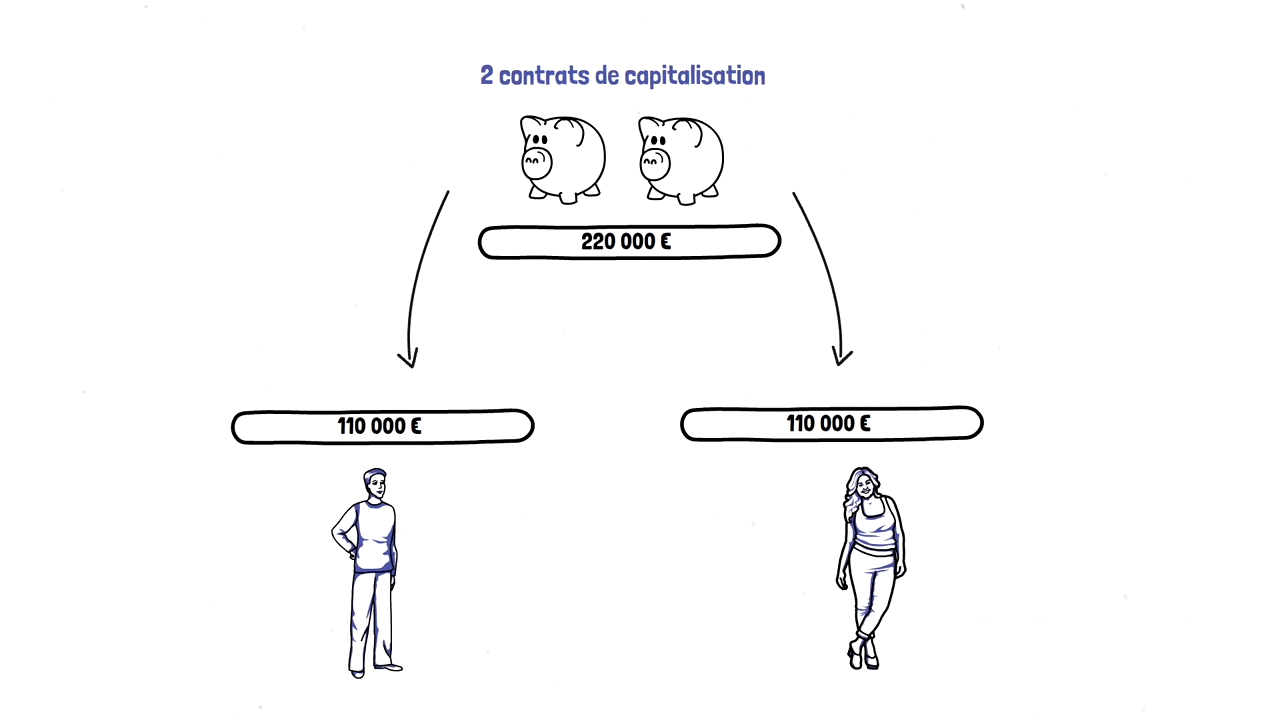 2 contrats de capitalisation
220 000 €
110 000 €
110 000 €